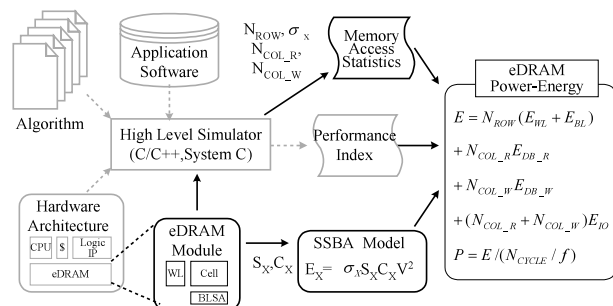 Algorithm
Application
Software
N_ROW, σ_x
N_COL_R,
N_COL_W
Memory
Access
Statistics
High Level Simulator
(C/C++,System C)
Performance
Index
eDRAM
Power-Energy
E = N_ROW (E_WL + E_BL)
+ N_COL_R E_DB_R
+ N_COL_W E_DB_W
+ (N_COL_R + N_COL_W)E_IO
P = E /(N_CYCLE / f)
Hardware
Architecture
CPU
$
Logic
IP
eDRAM
eDRAM
Module
WL
Cell
BLSA
S_X,C_X
SSBA Model
E_X= σ_X S_X C_X V²